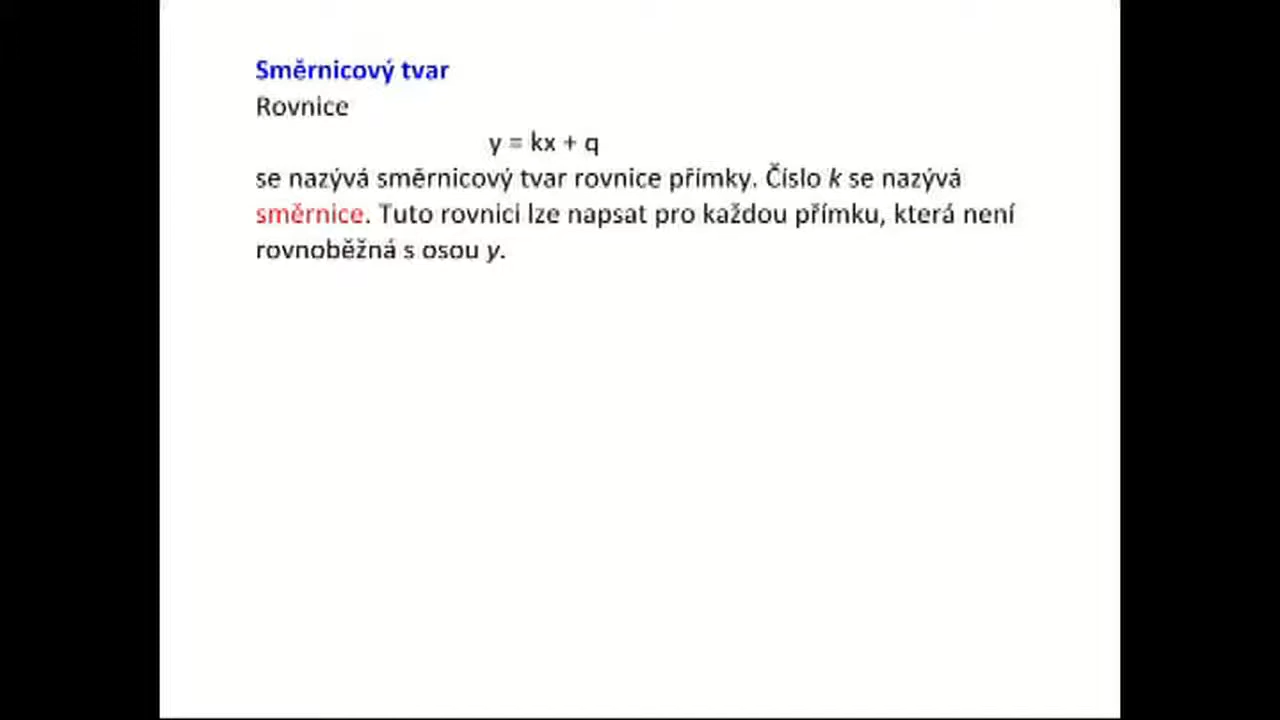 Směrnicový tvar
Rovnice
y = kx + q
se nazývá směrnicový tvar rovnice přímky. Číslo k se nazývá
směrnice. Tuto rovnici lze napsat pro každou přímku, která není
rovnoběžná s osou y.